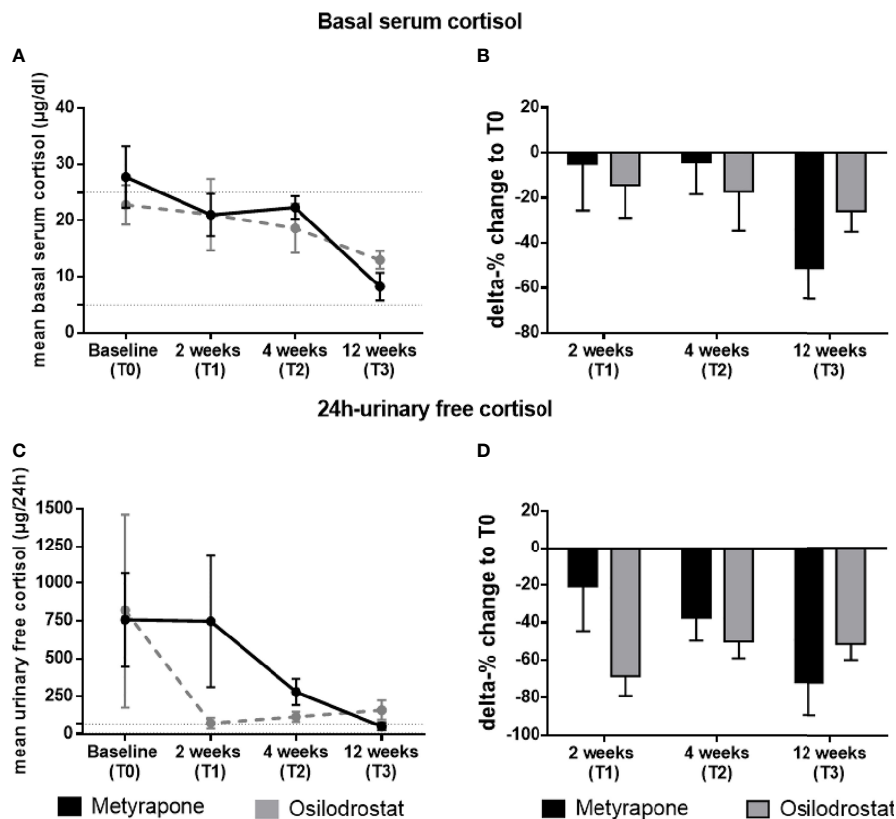 Basal serum cortisol
A
mean basal serum cortisol (µg/dl)
40
30
20
10
0
Baseline (T0)
2 weeks (T1)
4 weeks (T2)
12 weeks (T3)
B
delta-% change to T0
20
0
-20
-40
-60
-80
2 weeks (T1)
4 weeks (T2)
12 weeks (T3)
24h-urinary free cortisol
C
mean urinary free cortisol (µg/24h)
1500
1250
1000
750
500
250
0
Baseline (T0)
2 weeks (T1)
4 weeks (T2)
12 weeks (T3)
Metyrapone
Osilodrostat
D
delta-% change to T0
20
0
-20
-40
-60
-80
-100
2 weeks (T1)
4 weeks (T2)
12 weeks (T3)
Metyrapone
Osilodrostat